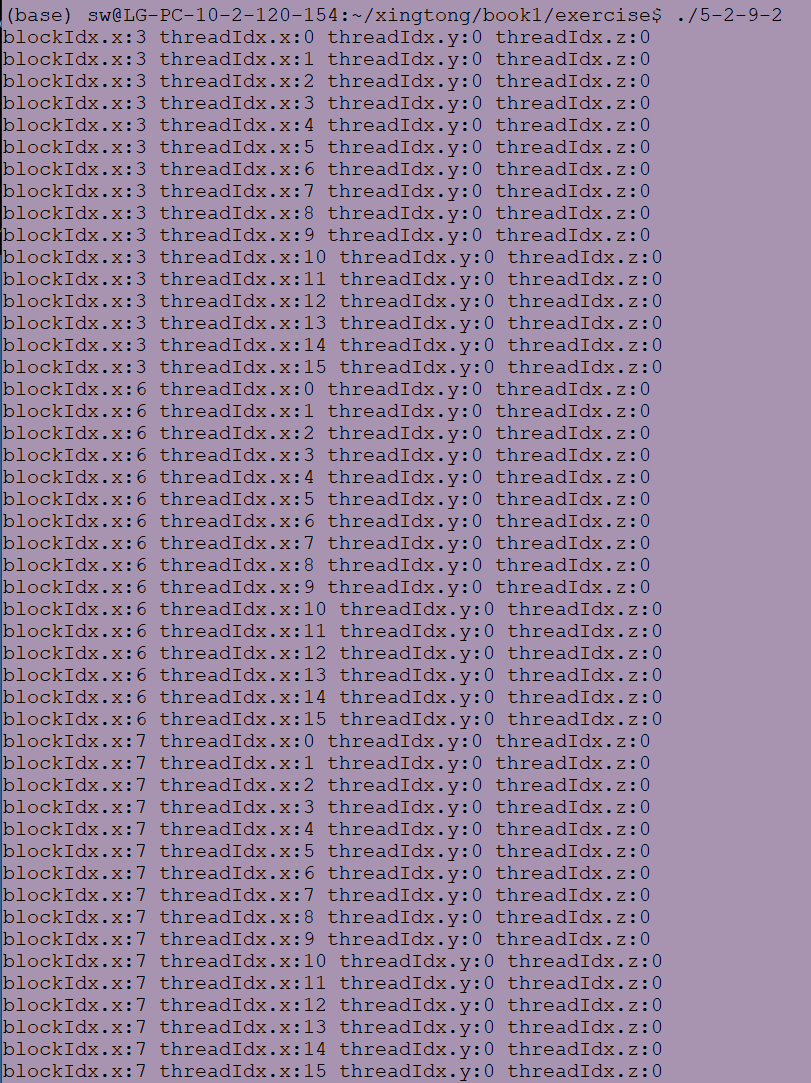 (base) sw@LG-PC-10-2-120-154:~/xingtong/book1/exercise$ ./5-2-9-2
blockIdx.x:3 threadIdx.x:0 threadIdx.y:0 threadIdx.z:0
blockIdx.x:3 threadIdx.x:1 threadIdx.y:0 threadIdx.z:0
blockIdx.x:3 threadIdx.x:2 threadIdx.y:0 threadIdx.z:0
blockIdx.x:3 threadIdx.x:3 threadIdx.y:0 threadIdx.z:0
blockIdx.x:3 threadIdx.x:4 threadIdx.y:0 threadIdx.z:0
blockIdx.x:3 threadIdx.x:5 threadIdx.y:0 threadIdx.z:0
blockIdx.x:3 threadIdx.x:6 threadIdx.y:0 threadIdx.z:0
blockIdx.x:3 threadIdx.x:7 threadIdx.y:0 threadIdx.z:0
blockIdx.x:3 threadIdx.x:8 threadIdx.y:0 threadIdx.z:0
blockIdx.x:3 threadIdx.x:9 threadIdx.y:0 threadIdx.z:0
blockIdx.x:3 threadIdx.x:10 threadIdx.y:0 threadIdx.z:0
blockIdx.x:3 threadIdx.x:11 threadIdx.y:0 threadIdx.z:0
blockIdx.x:3 threadIdx.x:12 threadIdx.y:0 threadIdx.z:0
blockIdx.x:3 threadIdx.x:13 threadIdx.y:0 threadIdx.z:0
blockIdx.x:3 threadIdx.x:14 threadIdx.y:0 threadIdx.z:0
blockIdx.x:3 threadIdx.x:15 threadIdx.y:0 threadIdx.z:0
blockIdx.x:6 threadIdx.x:0 threadIdx.y:0 threadIdx.z:0
blockIdx.x:6 threadIdx.x:1 threadIdx.y:0 threadIdx.z:0
blockIdx.x:6 threadIdx.x:2 threadIdx.y:0 threadIdx.z:0
blockIdx.x:6 threadIdx.x:3 threadIdx.y:0 threadIdx.z:0
blockIdx.x:6 threadIdx.x:4 threadIdx.y:0 threadIdx.z:0
blockIdx.x:6 threadIdx.x:5 threadIdx.y:0 threadIdx.z:0
blockIdx.x:6 threadIdx.x:6 threadIdx.y:0 threadIdx.z:0
blockIdx.x:6 threadIdx.x:7 threadIdx.y:0 threadIdx.z:0
blockIdx.x:6 threadIdx.x:8 threadIdx.y:0 threadIdx.z:0
blockIdx.x:6 threadIdx.x:9 threadIdx.y:0 threadIdx.z:0
blockIdx.x:6 threadIdx.x:10 threadIdx.y:0 threadIdx.z:0
blockIdx.x:6 threadIdx.x:11 threadIdx.y:0 threadIdx.z:0
blockIdx.x:6 threadIdx.x:12 threadIdx.y:0 threadIdx.z:0
blockIdx.x:6 threadIdx.x:13 threadIdx.y:0 threadIdx.z:0
blockIdx.x:6 threadIdx.x:14 threadIdx.y:0 threadIdx.z:0
blockIdx.x:6 threadIdx.x:15 threadIdx.y:0 threadIdx.z:0
blockIdx.x:7 threadIdx.x:0 threadIdx.y:0 threadIdx.z:0
blockIdx.x:7 threadIdx.x:1 threadIdx.y:0 threadIdx.z:0
blockIdx.x:7 threadIdx.x:2 threadIdx.y:0 threadIdx.z:0
blockIdx.x:7 threadIdx.x:3 threadIdx.y:0 threadIdx.z:0
blockIdx.x:7 threadIdx.x:4 threadIdx.y:0 threadIdx.z:0
blockIdx.x:7 threadIdx.x:5 threadIdx.y:0 threadIdx.z:0
blockIdx.x:7 threadIdx.x:6 threadIdx.y:0 threadIdx.z:0
blockIdx.x:7 threadIdx.x:7 threadIdx.y:0 threadIdx.z:0
blockIdx.x:7 threadIdx.x:8 threadIdx.y:0 threadIdx.z:0
blockIdx.x:7 threadIdx.x:9 threadIdx.y:0 threadIdx.z:0
blockIdx.x:7 threadIdx.x:10 threadIdx.y:0 threadIdx.z:0
blockIdx.x:7 threadIdx.x:11 threadIdx.y:0 threadIdx.z:0
blockIdx.x:7 threadIdx.x:12 threadIdx.y:0 threadIdx.z:0
blockIdx.x:7 threadIdx.x:13 threadIdx.y:0 threadIdx.z:0
blockIdx.x:7 threadIdx.x:14 threadIdx.y:0 threadIdx.z:0
blockIdx.x:7 threadIdx.x:15 threadIdx.y:0 threadIdx.z:0